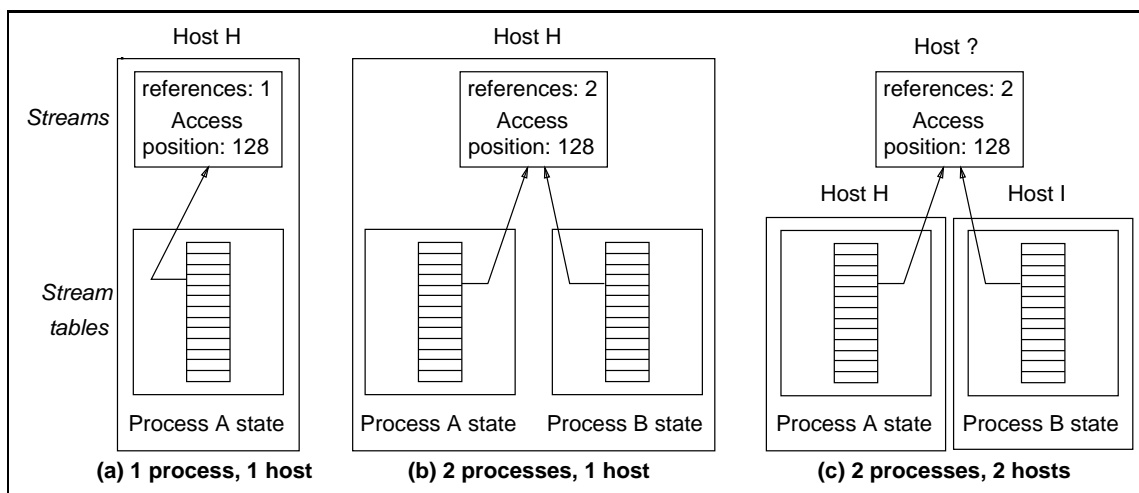 Host H
references: 1
Access
position: 128
Streams
Stream
tables
Process A state
(a) 1 process, 1 host
Host H
references: 2
Access
position: 128
Process A state
Process B state
(b) 2 processes, 1 host
Host ?
references: 2
Access
position: 128
Host H
Host I
Process A state
Process B state
(c) 2 processes, 2 hosts